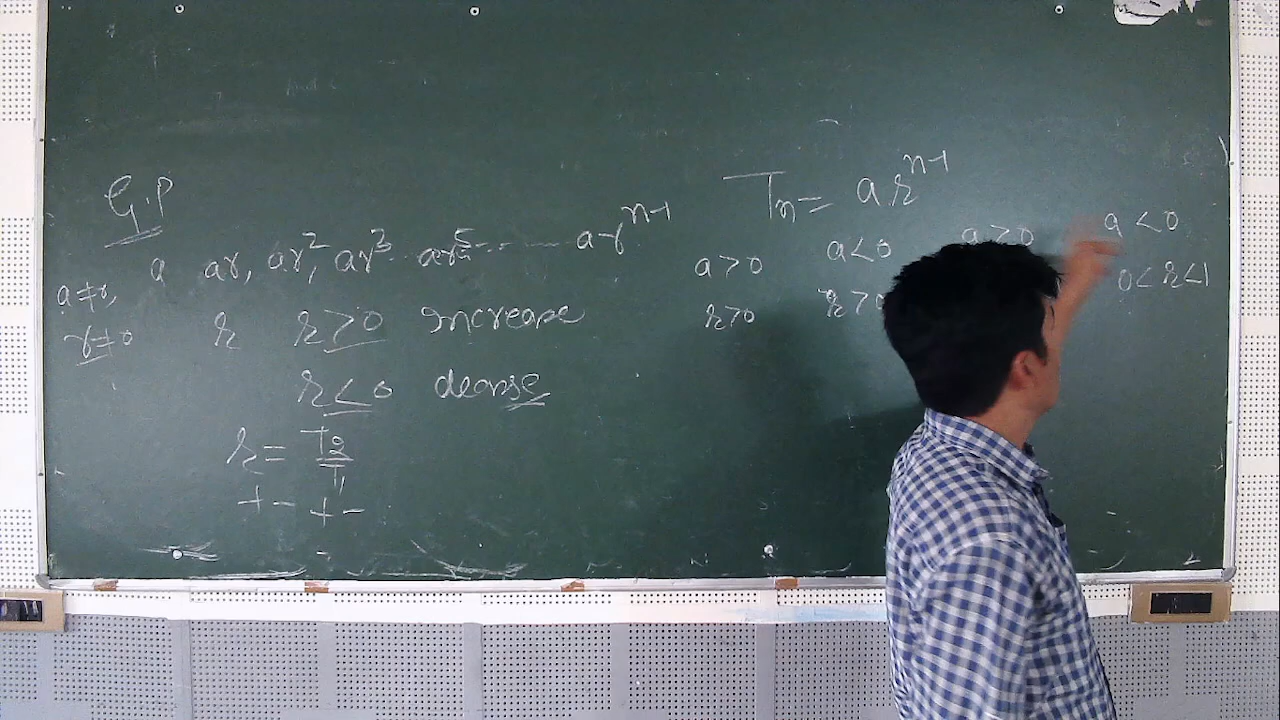 G.P
a ar, ar², ar³ ar⁵ - - - - - ar^(n-1)
a ≠ 0,
r ≠ 0
r r > 0 increase
r < 0
r = T₂/T₁
+ - + -
Tₙ = a r^(n-1)
a > 0 a < 0 a > 0 a < 0
r > 0 r > 0 0 < r < 1